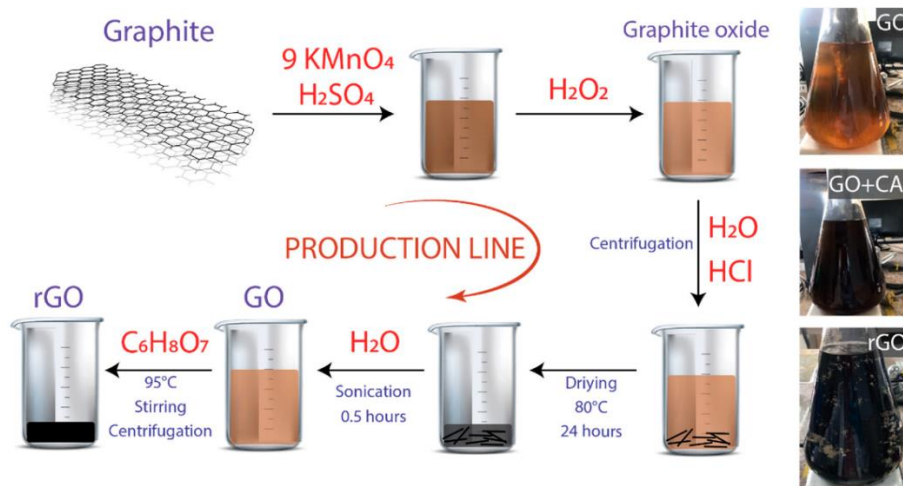 Graphite
9 KMnO₄
H₂SO₄
H₂O₂
Graphite oxide
GO
Centrifugation
H₂O
HCl
GO+CA
PRODUCTION LINE
rGO
C₆H₈O₇
95°C
Stirring
Centrifugation
GO
H₂O
Sonication
0.5 hours
Driying
80°C
24 hours
rGO